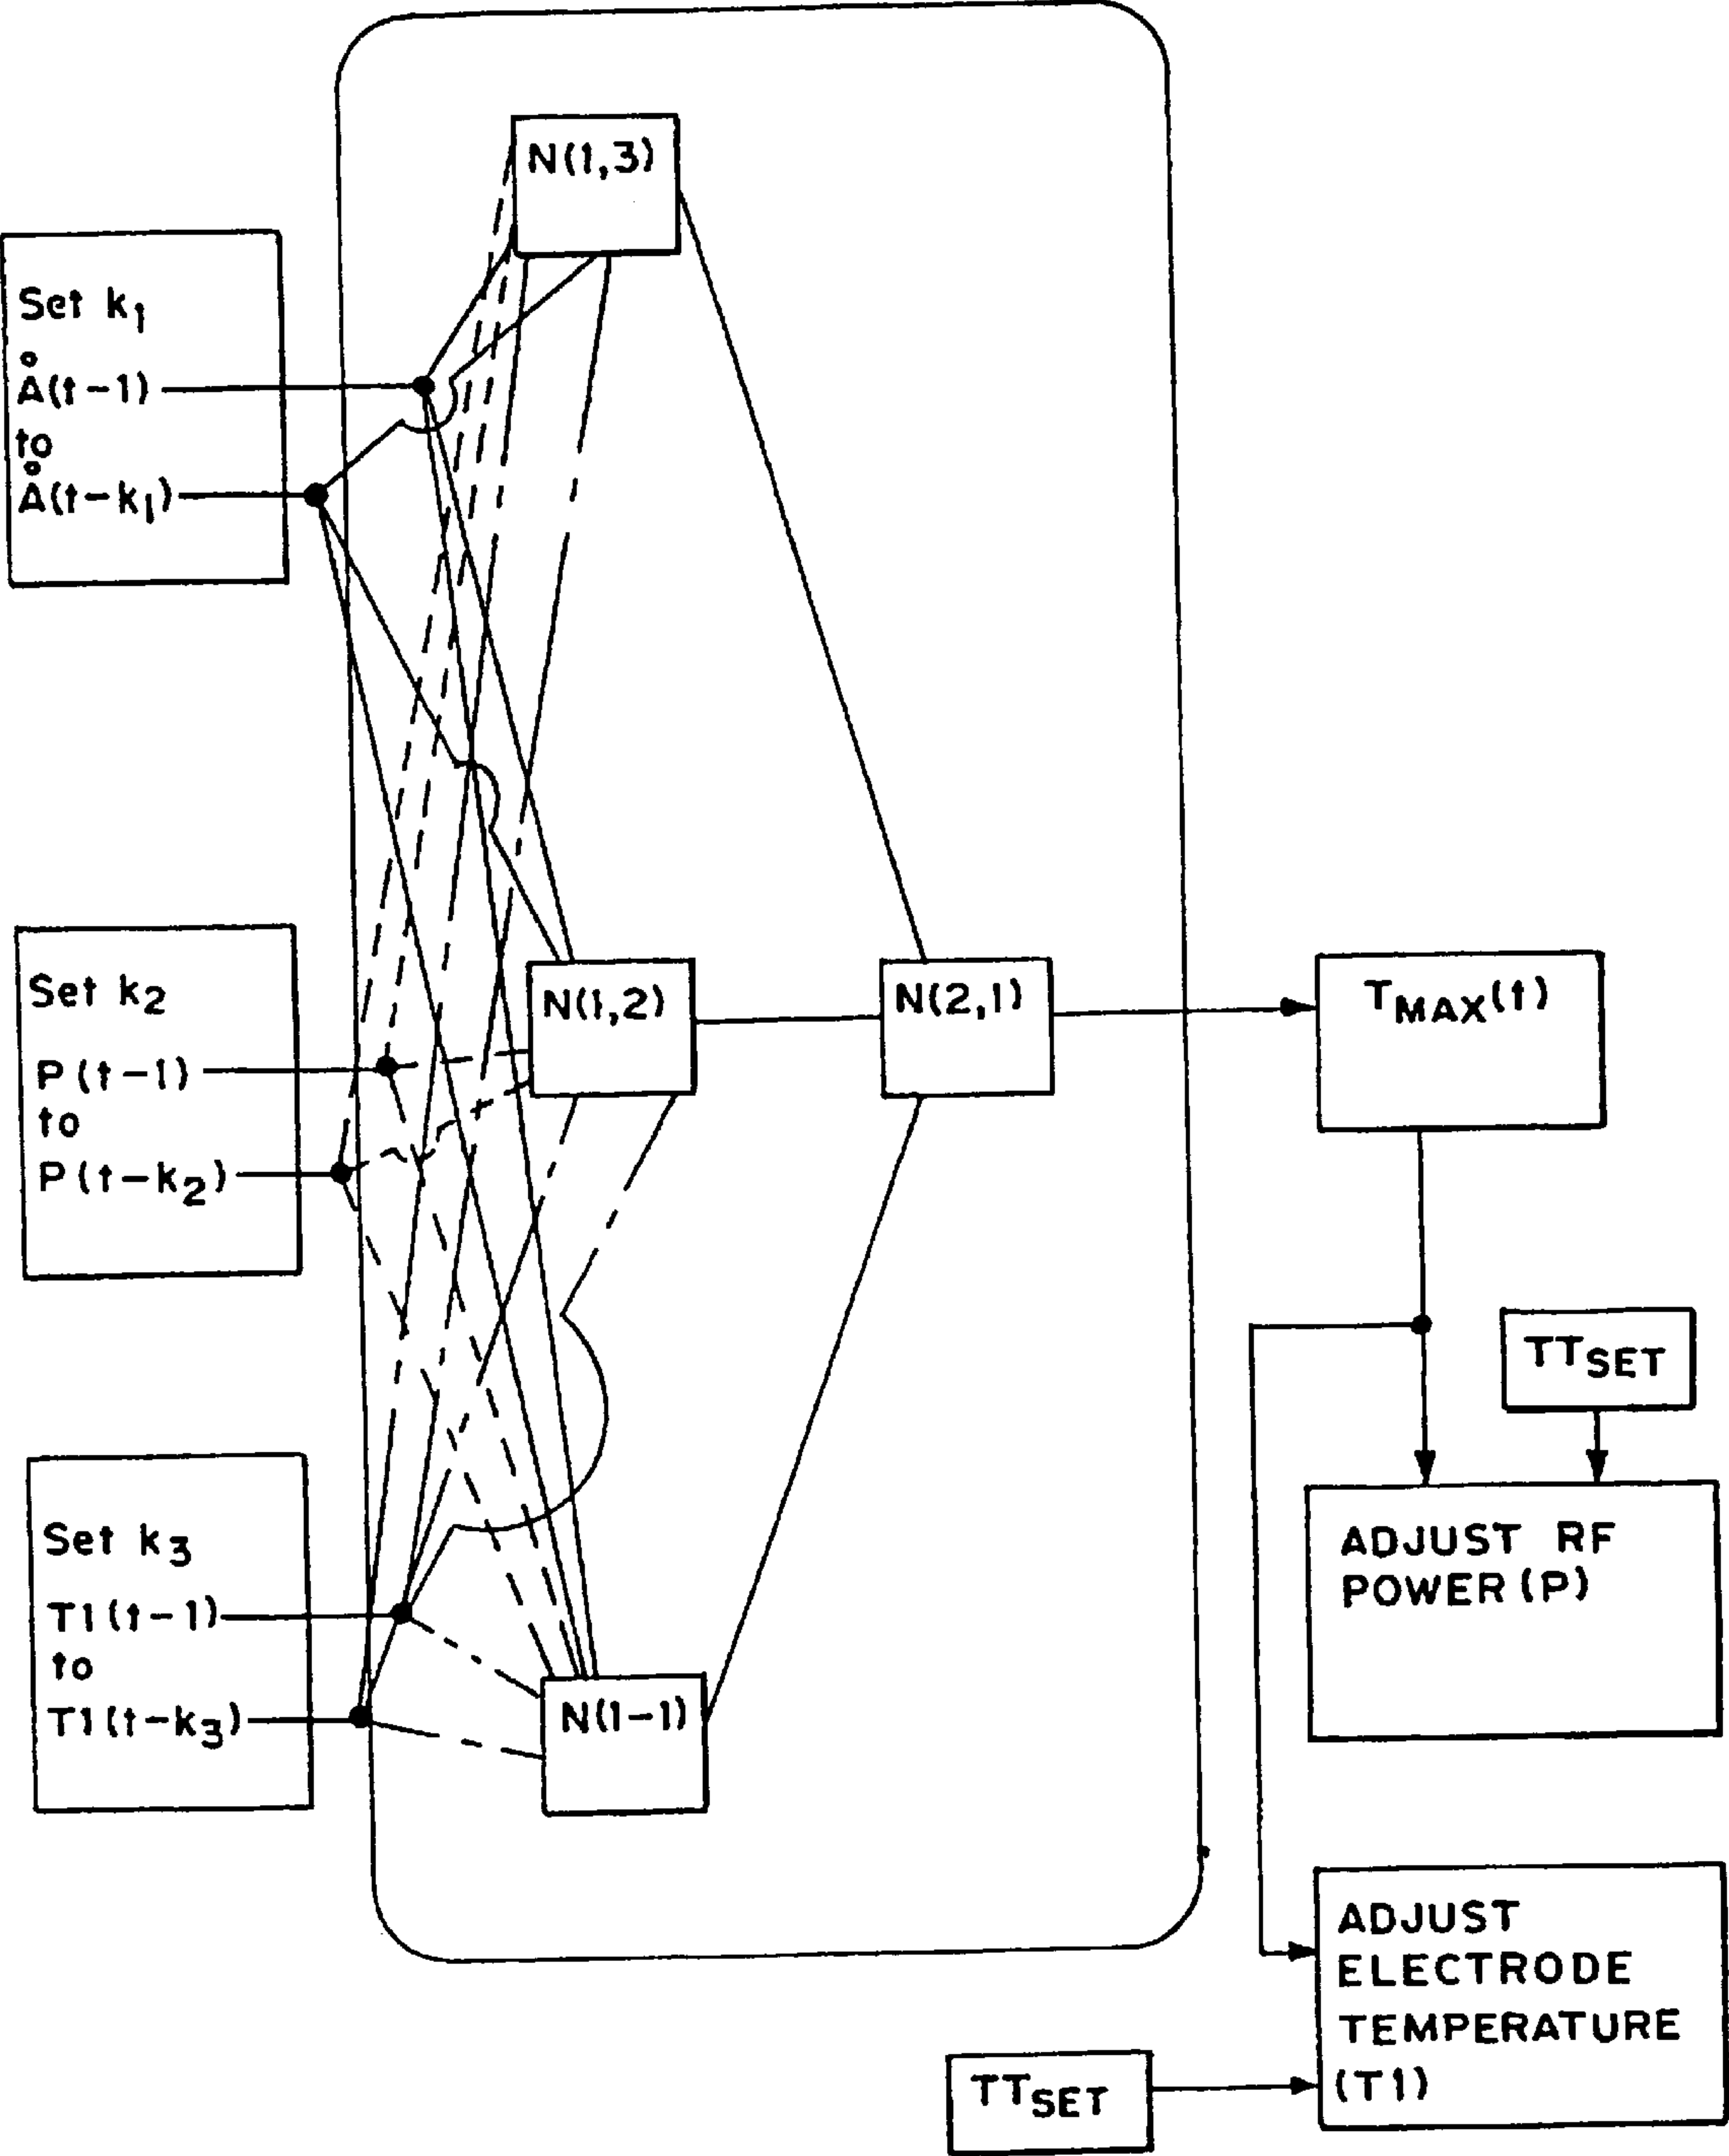 N(1,3)
Set k₁
Å(t-1)
to
Å(t-k₁)
Set k₂
P(t-1)
to
P(t-k₂)
N(1,2)
N(2,1)
TMAX(t)
TTSET
Set k₃
T1(t-1)
to
T1(t-k₃)
N(1-1)
ADJUST RF
POWER(P)
ADJUST
ELECTRODE
TEMPERATURE
(T1)
TTSET